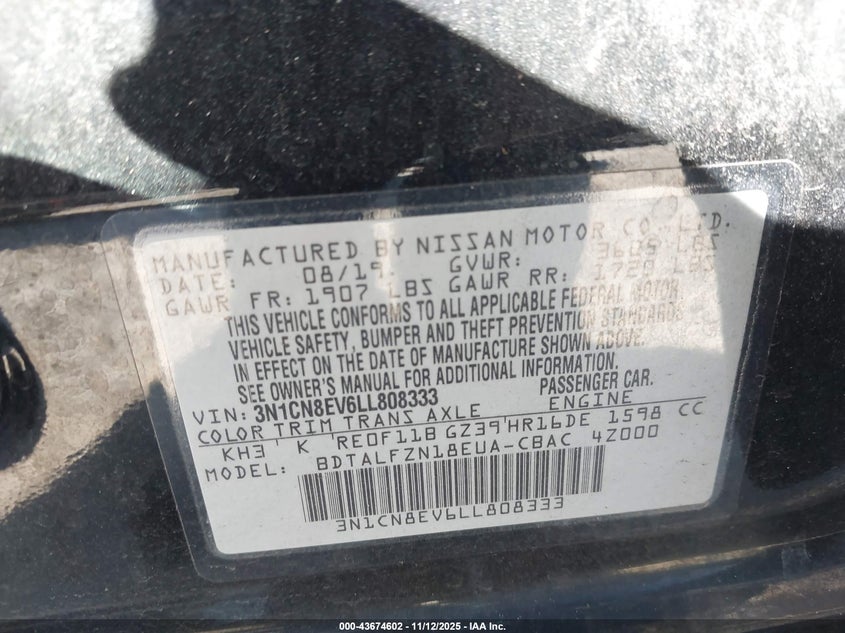 MANUFACTURED BY NISSAN MOTOR CO., LTD.
DATE: 08/19 GVWR: 3605 LBS
GAWR FR: 1907 LBS GAWR RR: 1720 LBS
THIS VEHICLE CONFORMS TO ALL APPLICABLE FEDERAL MOTOR
VEHICLE SAFETY, BUMPER AND THEFT PREVENTION STANDARDS
IN EFFECT ON THE DATE OF MANUFACTURE SHOWN ABOVE.
SEE OWNER'S MANUAL FOR ADDITIONAL INFORMATION.
VIN: 3N1CN8EV6LL808333 PASSENGER CAR.
COLOR TRIM TRANS AXLE ENGINE
KH3 K RE0F11B GZ39 HR16DE 1598 CC
MODEL: BDTALFZN18EUA-CBAC 4Z000
3N1CN8EV6LL808333
000-43674602 - 11/12/2025 - IAA Inc.